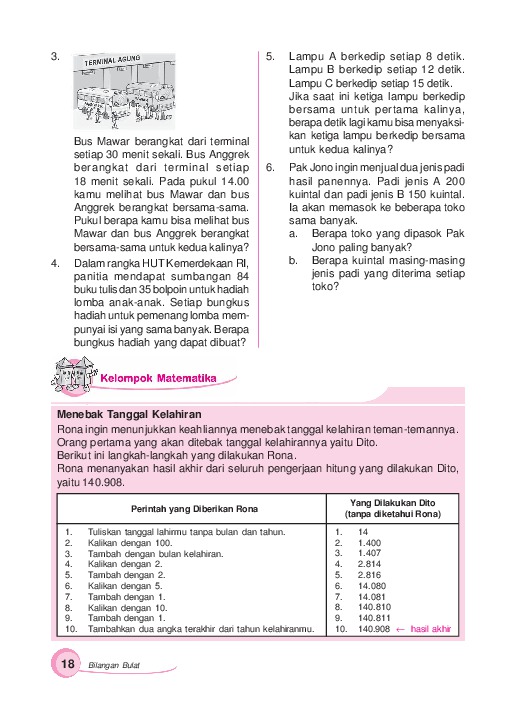 3.
TERMINAL AGUNG
Bus Mawar berangkat dari terminal
setiap 30 menit sekali. Bus Anggrek
berangkat dari terminal setiap
18 menit sekali. Pada pukul 14.00
kamu melihat bus Mawar dan bus
Anggrek berangkat bersama-sama.
Pukul berapa kamu bisa melihat bus
Mawar dan bus Anggrek berangkat
bersama-sama untuk kedua kalinya?
4. Dalam rangka HUT Kemerdekaan RI,
panitia mendapat sumbangan 84
buku tulis dan 35 bolpoin untuk hadiah
lomba anak-anak. Setiap bungkus
hadiah untuk pemenang lomba mem-
punyai isi yang sama banyak. Berapa
bungkus hadiah yang dapat dibuat?
5. Lampu A berkedip setiap 8 detik.
Lampu B berkedip setiap 12 detik.
Lampu C berkedip setiap 15 detik.
Jika saat ini ketiga lampu berkedip
bersama untuk pertama kalinya,
berapa detik lagi kamu bisa menyaksi-
kan ketiga lampu berkedip bersama
untuk kedua kalinya?
6. Pak Jono ingin menjual dua jenis padi
hasil panennya. Padi jenis A 200
kuintal dan padi jenis B 150 kuintal.
Ia akan memasok ke beberapa toko
sama banyak.
a. Berapa toko yang dipasok Pak
Jono paling banyak?
b. Berapa kuintal masing-masing
jenis padi yang diterima setiap
toko?
Kelompok Matematika
Menebak Tanggal Kelahiran
Rona ingin menunjukkan keahliannya menebak tanggal kelahiran teman-temannya.
Orang pertama yang akan ditebak tanggal kelahirannya yaitu Dito.
Berikut ini langkah-langkah yang dilakukan Rona.
Rona menanyakan hasil akhir dari seluruh pengerjaan hitung yang dilakukan Dito,
yaitu 140.908.
Perintah yang Diberikan Rona
Yang Dilakukan Dito
(tanpa diketahui Rona)
1. Tuliskan tanggal lahirmu tanpa bulan dan tahun. 1. 14
2. Kalikan dengan 100. 2. 1.400
3. Tambah dengan bulan kelahiran. 3. 1.407
4. Kalikan dengan 2. 4. 2.814
5. Tambah dengan 2. 5. 2.816
6. Kalikan dengan 5. 6. 14.080
7. Tambah dengan 1. 7. 14.081
8. Kalikan dengan 10. 8. 140.810
9. Tambah dengan 1. 9. 140.811
10. Tambahkan dua angka terakhir dari tahun kelahiranmu. 10. 140.908 ← hasil akhir
18 Bilangan Bulat